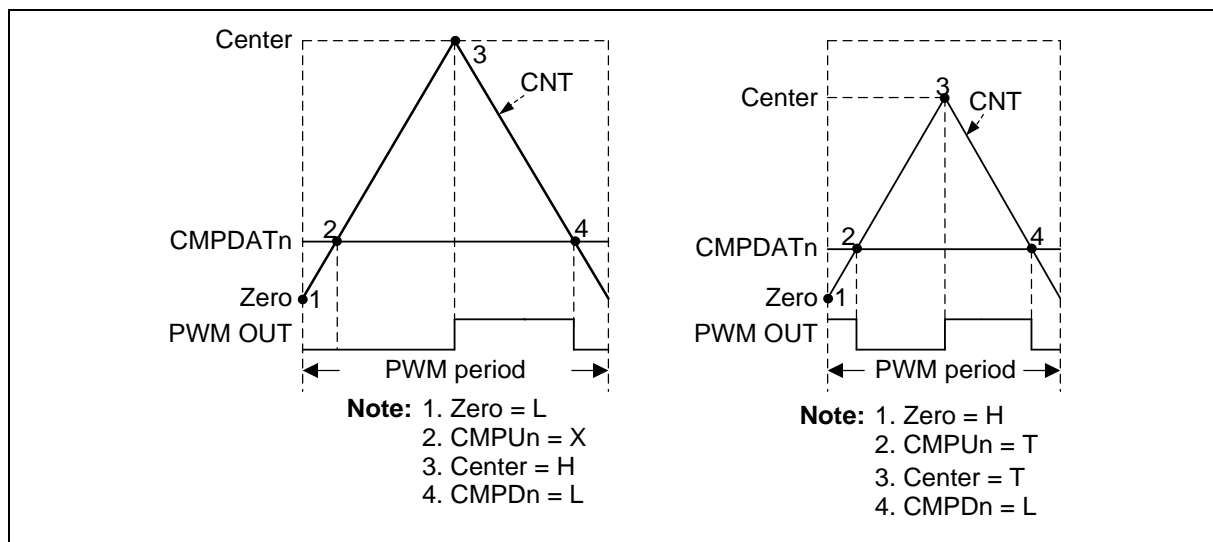 Center
3
CNT
2
4
CMPDATn
Zero
1
PWM OUT
PWM period
Note: 1. Zero = L
2. CMPUn = X
3. Center = H
4. CMPDn = L
3
Center
CNT
2
4
CMPDATn
Zero
1
PWM OUT
PWM period
Note: 1. Zero = H
2. CMPUn = T
3. Center = T
4. CMPDn = L